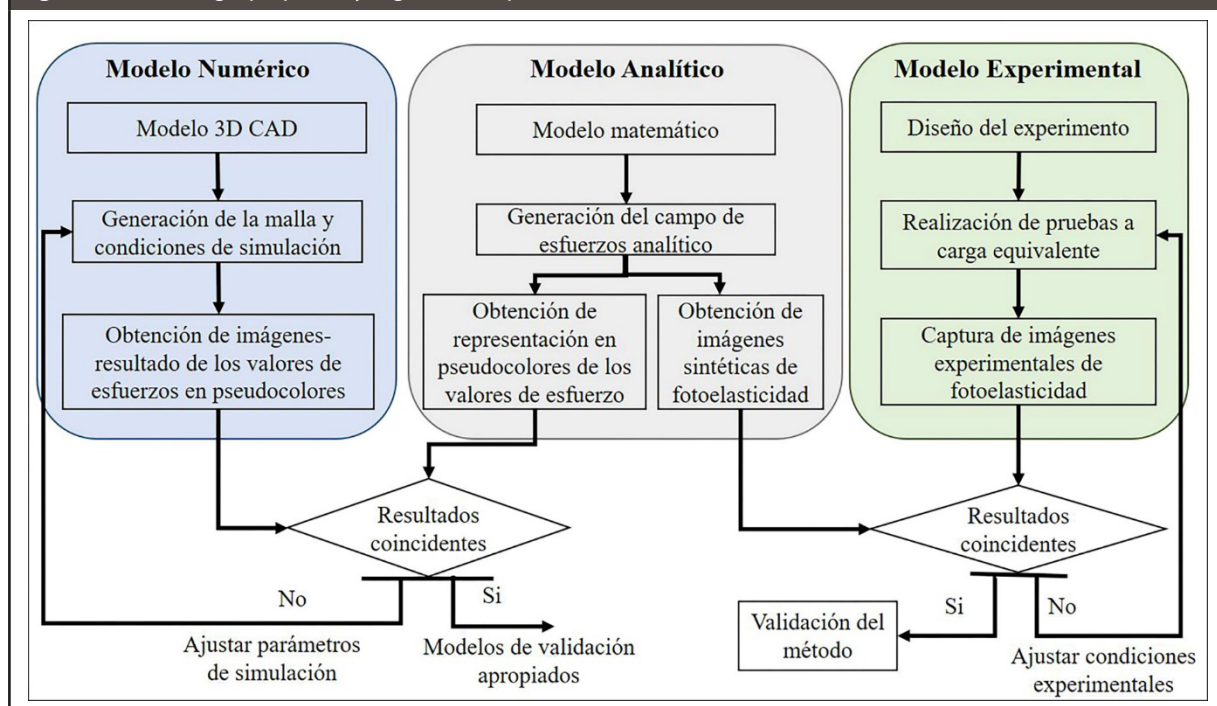 Modelo Numérico
Modelo 3D CAD
Generación de la malla y
condiciones de simulación
Obtención de imágenes-
resultado de los valores de
esfuerzos en pseudocolores
Modelo Analítico
Modelo matemático
Generación del campo de
esfuerzos analítico
Obtención de
representación en
pseudocolores de los
valores de esfuerzo
Obtención de
imágenes
sintéticas de
fotoelasticidad
Modelo Experimental
Diseño del experimento
Realización de pruebas a
carga equivalente
Captura de imágenes
experimentales de
fotoelasticidad
Resultados
coincidentes
No
Si
Ajustar parámetros
de simulación
Modelos de validación
apropiados
Resultados
coincidentes
Si
No
Validación del
método
Ajustar condiciones
experimentales